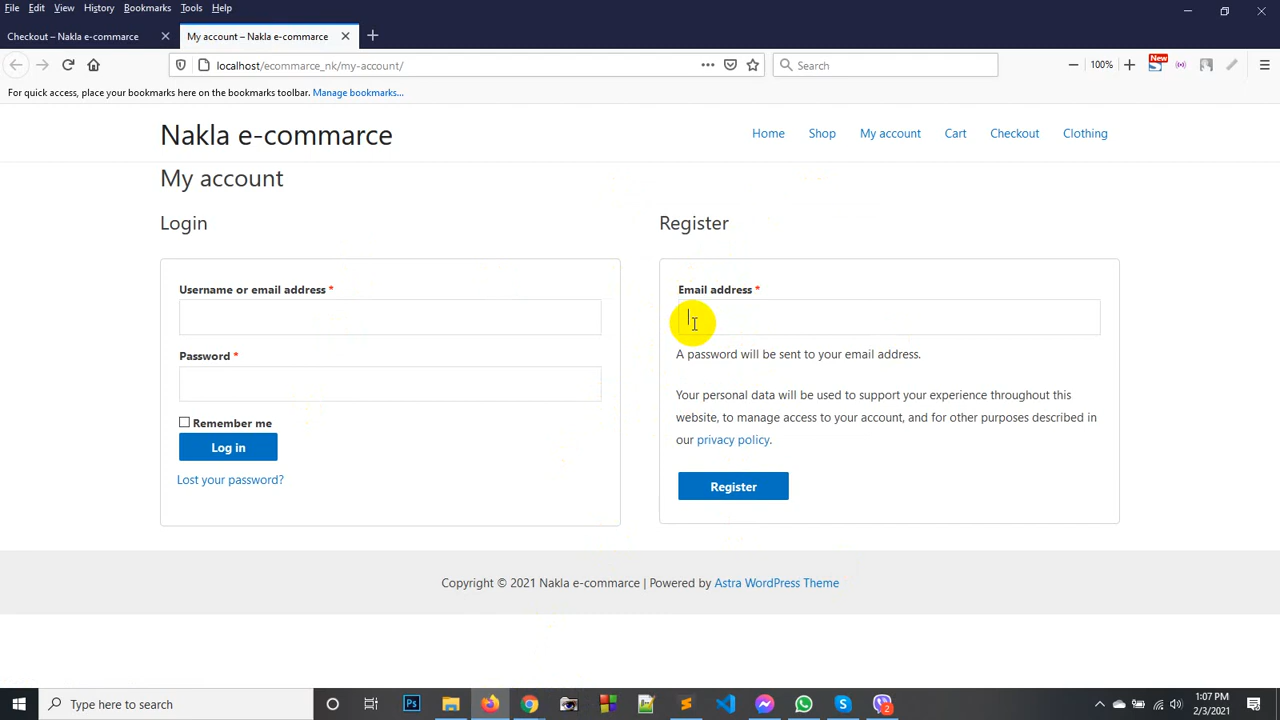 File Edit View History Bookmarks Tools Help
Checkout – Nakla e-commerce
My account – Nakla e-commerce
localhost/ecommarce_nk/my-account/
Search
100%
New
For quick access, place your bookmarks here on the bookmarks toolbar. Manage bookmarks...
Nakla e-commarce
Home Shop My account Cart Checkout Clothing
My account
Login
Username or email address *
Password *
Remember me
Log in
Lost your password?
Register
Email address *
A password will be sent to your email address.
Your personal data will be used to support your experience throughout this
website, to manage access to your account, and for other purposes described in
our privacy policy.
Register
Copyright © 2021 Nakla e-commerce | Powered by Astra WordPress Theme
Type here to search
Ps
2
1:07 PM
2/3/2021